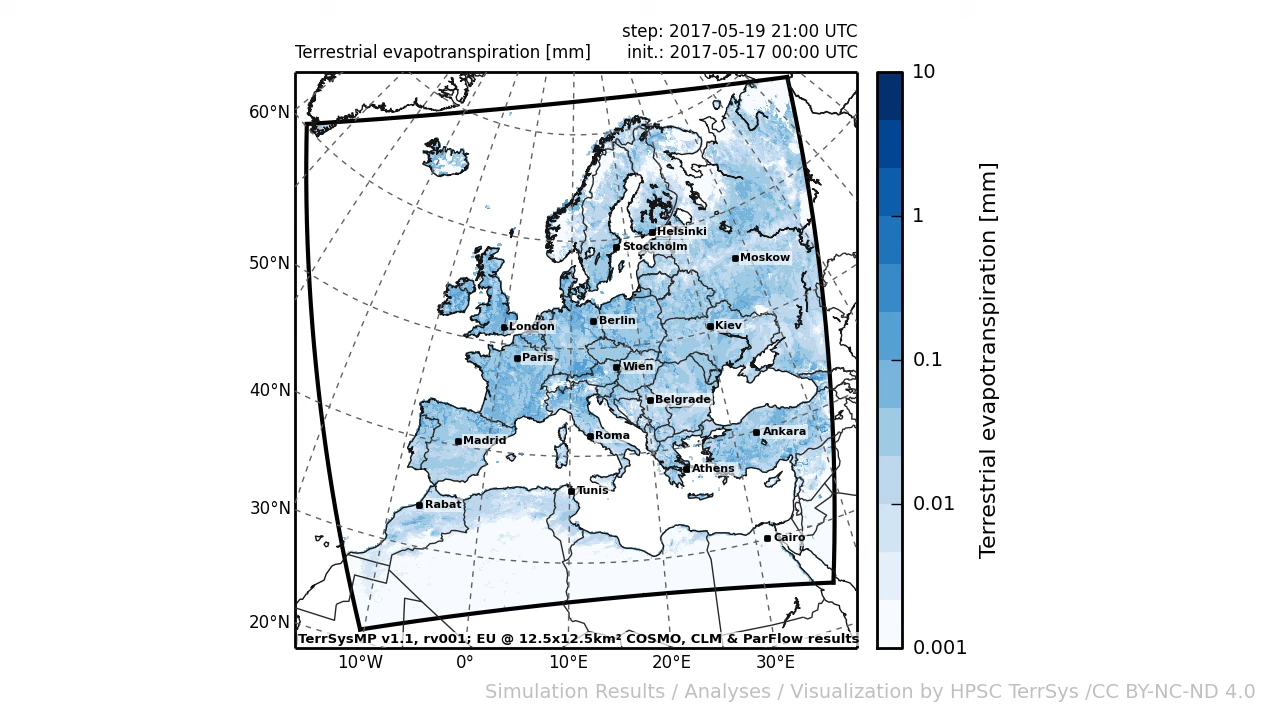 step: 2017-05-19 21:00 UTC
Terrestrial evapotranspiration [mm] init.: 2017-05-17 00:00 UTC
60°N
50°N
40°N
30°N
20°N
Helsinki
Stockholm
Moskow
London
Berlin
Kiev
Paris
Wien
Belgrade
Madrid
Roma
Ankara
Athens
Tunis
Rabat
Cairo
TerrSysMP v1.1, rv001; EU @ 12.5x12.5km² COSMO, CLM & ParFlow results
10°W 0° 10°E 20°E 30°E
10
1
0.1
0.01
0.001
Terrestrial evapotranspiration [mm]
Simulation Results / Analyses / Visualization by HPSC TerrSys /CC BY-NC-ND 4.0